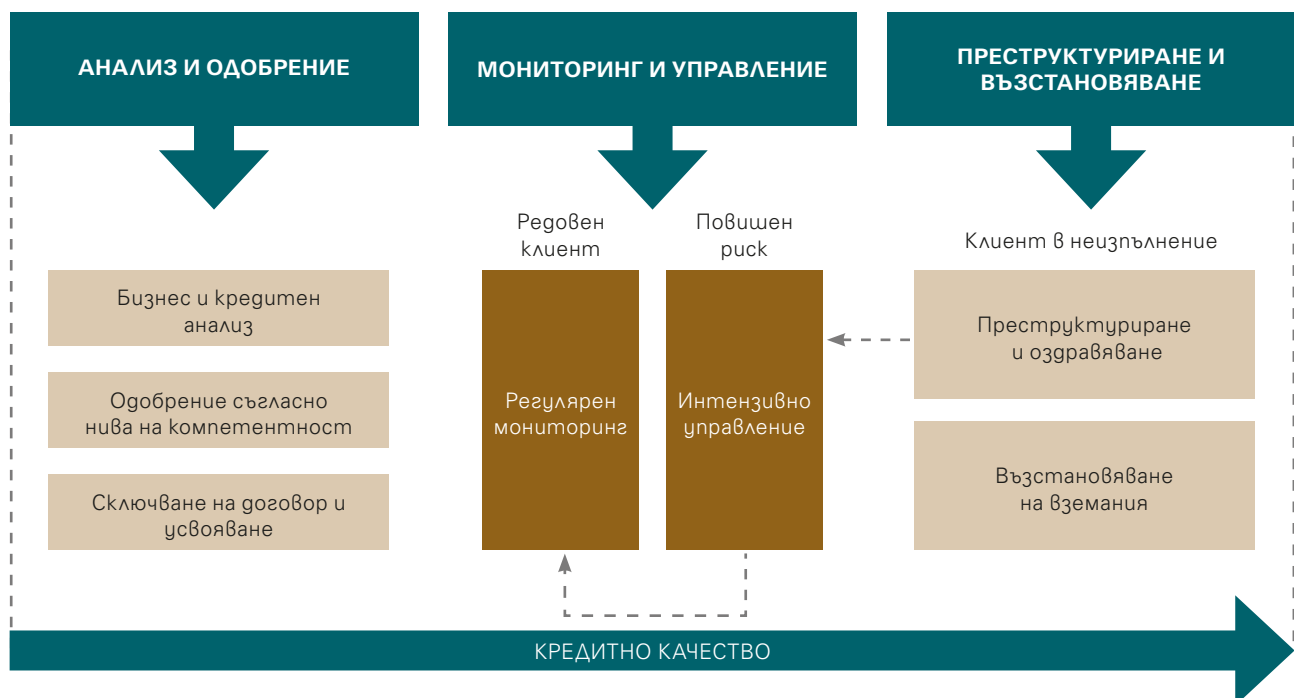 АНАЛИЗ И ОДОБРЕНИЕ
МОНИТОРИНГ И УПРАВЛЕНИЕ
ПРЕСТРУКТУРИРАНЕ И
ВЪЗСТАНОВЯВАНЕ
Бизнес и кредитен
анализ
Одобрение съгласно
нива на компетентност
Сключване на договор и
усвояване
Редовен
клиент
Регулярен
мониторинг
Повишен
риск
Интензивно
управление
Клиент в неизпълнение
Преструктуриране
и оздравяване
Възстановяване
на вземания
КРЕДИТНО КАЧЕСТВО